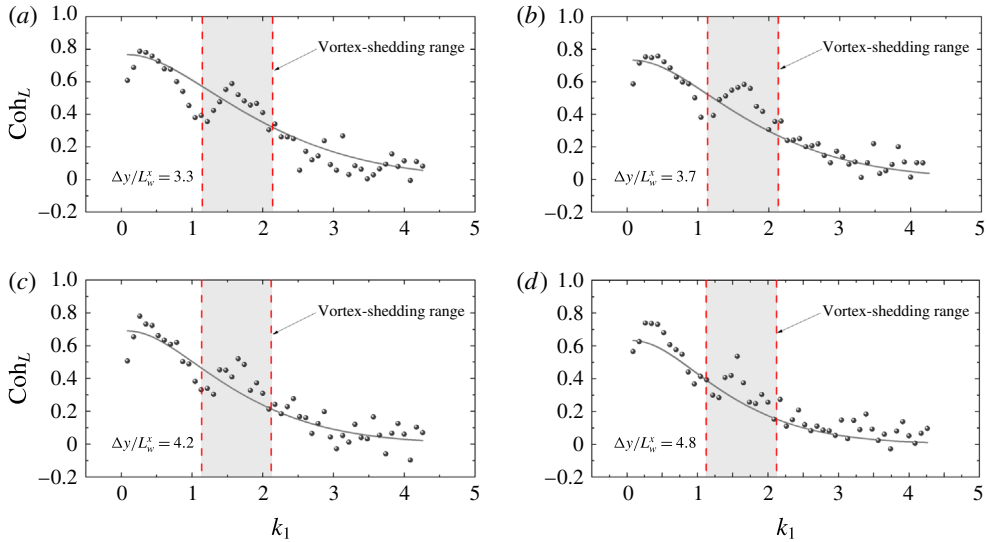 (a)
1.0
0.8
0.6
0.4
0.2
0
−0.2
Coh_L
Vortex-shedding range
Δy/L_w^x = 3.3
0 1 2 3 4 5
(b)
1.0
0.8
0.6
0.4
0.2
0
−0.2
Vortex-shedding range
Δy/L_w^x = 3.7
0 1 2 3 4 5
(c)
1.0
0.8
0.6
0.4
0.2
0
−0.2
Coh_L
Vortex-shedding range
Δy/L_w^x = 4.2
0 1 2 3 4 5
k_1
(d)
1.0
0.8
0.6
0.4
0.2
0
−0.2
Vortex-shedding range
Δy/L_w^x = 4.8
0 1 2 3 4 5
k_1